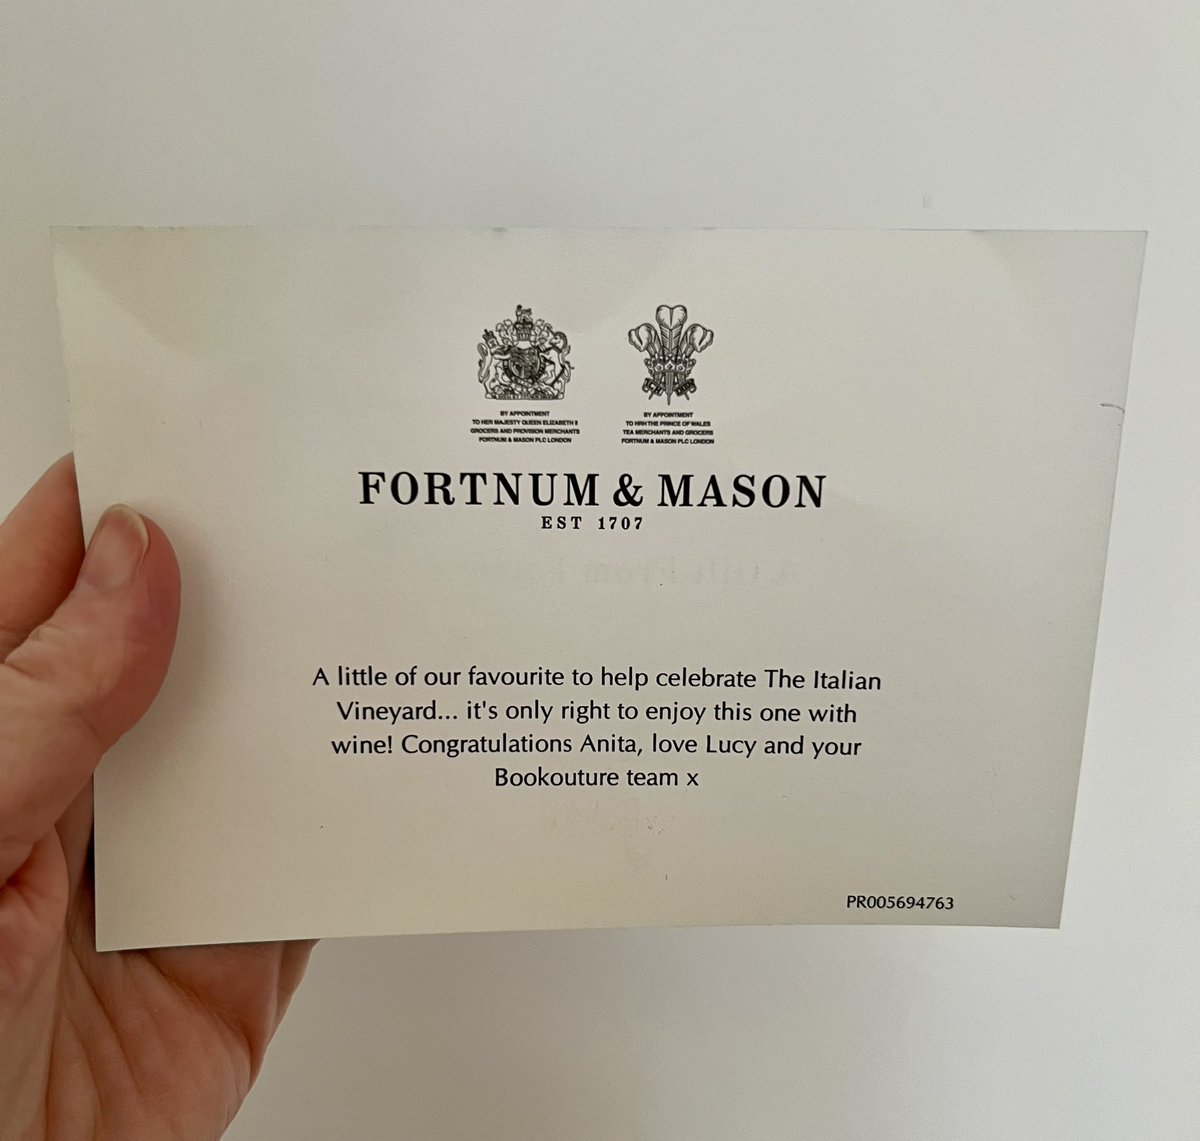 BY APPOINTMENT
TO HER MAJESTY QUEEN ELIZABETH II
GROCERS AND PROVISION MERCHANTS
FORTNUM & MASON PLC LONDON
BY APPOINTMENT
TO HRH THE PRINCE OF WALES
TEA MERCHANTS AND GROCERS
FORTNUM & MASON PLC LONDON
FORTNUM & MASON
EST 1707
A little of our favourite to help celebrate The Italian
Vineyard... it's only right to enjoy this one with
wine! Congratulations Anita, love Lucy and your
Bookouture team x
PR005694763